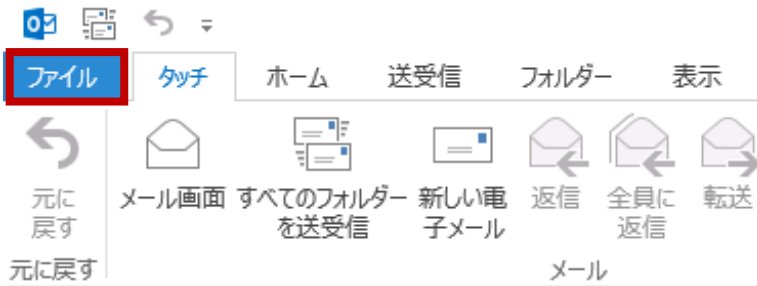 ファイル タッチ ホーム 送受信 フォルダー 表示
元に
戻す
メール画面
すべてのフォルダー
を送受信
新しい電
子メール
返信
全員に
返信
転送
元に戻す メール